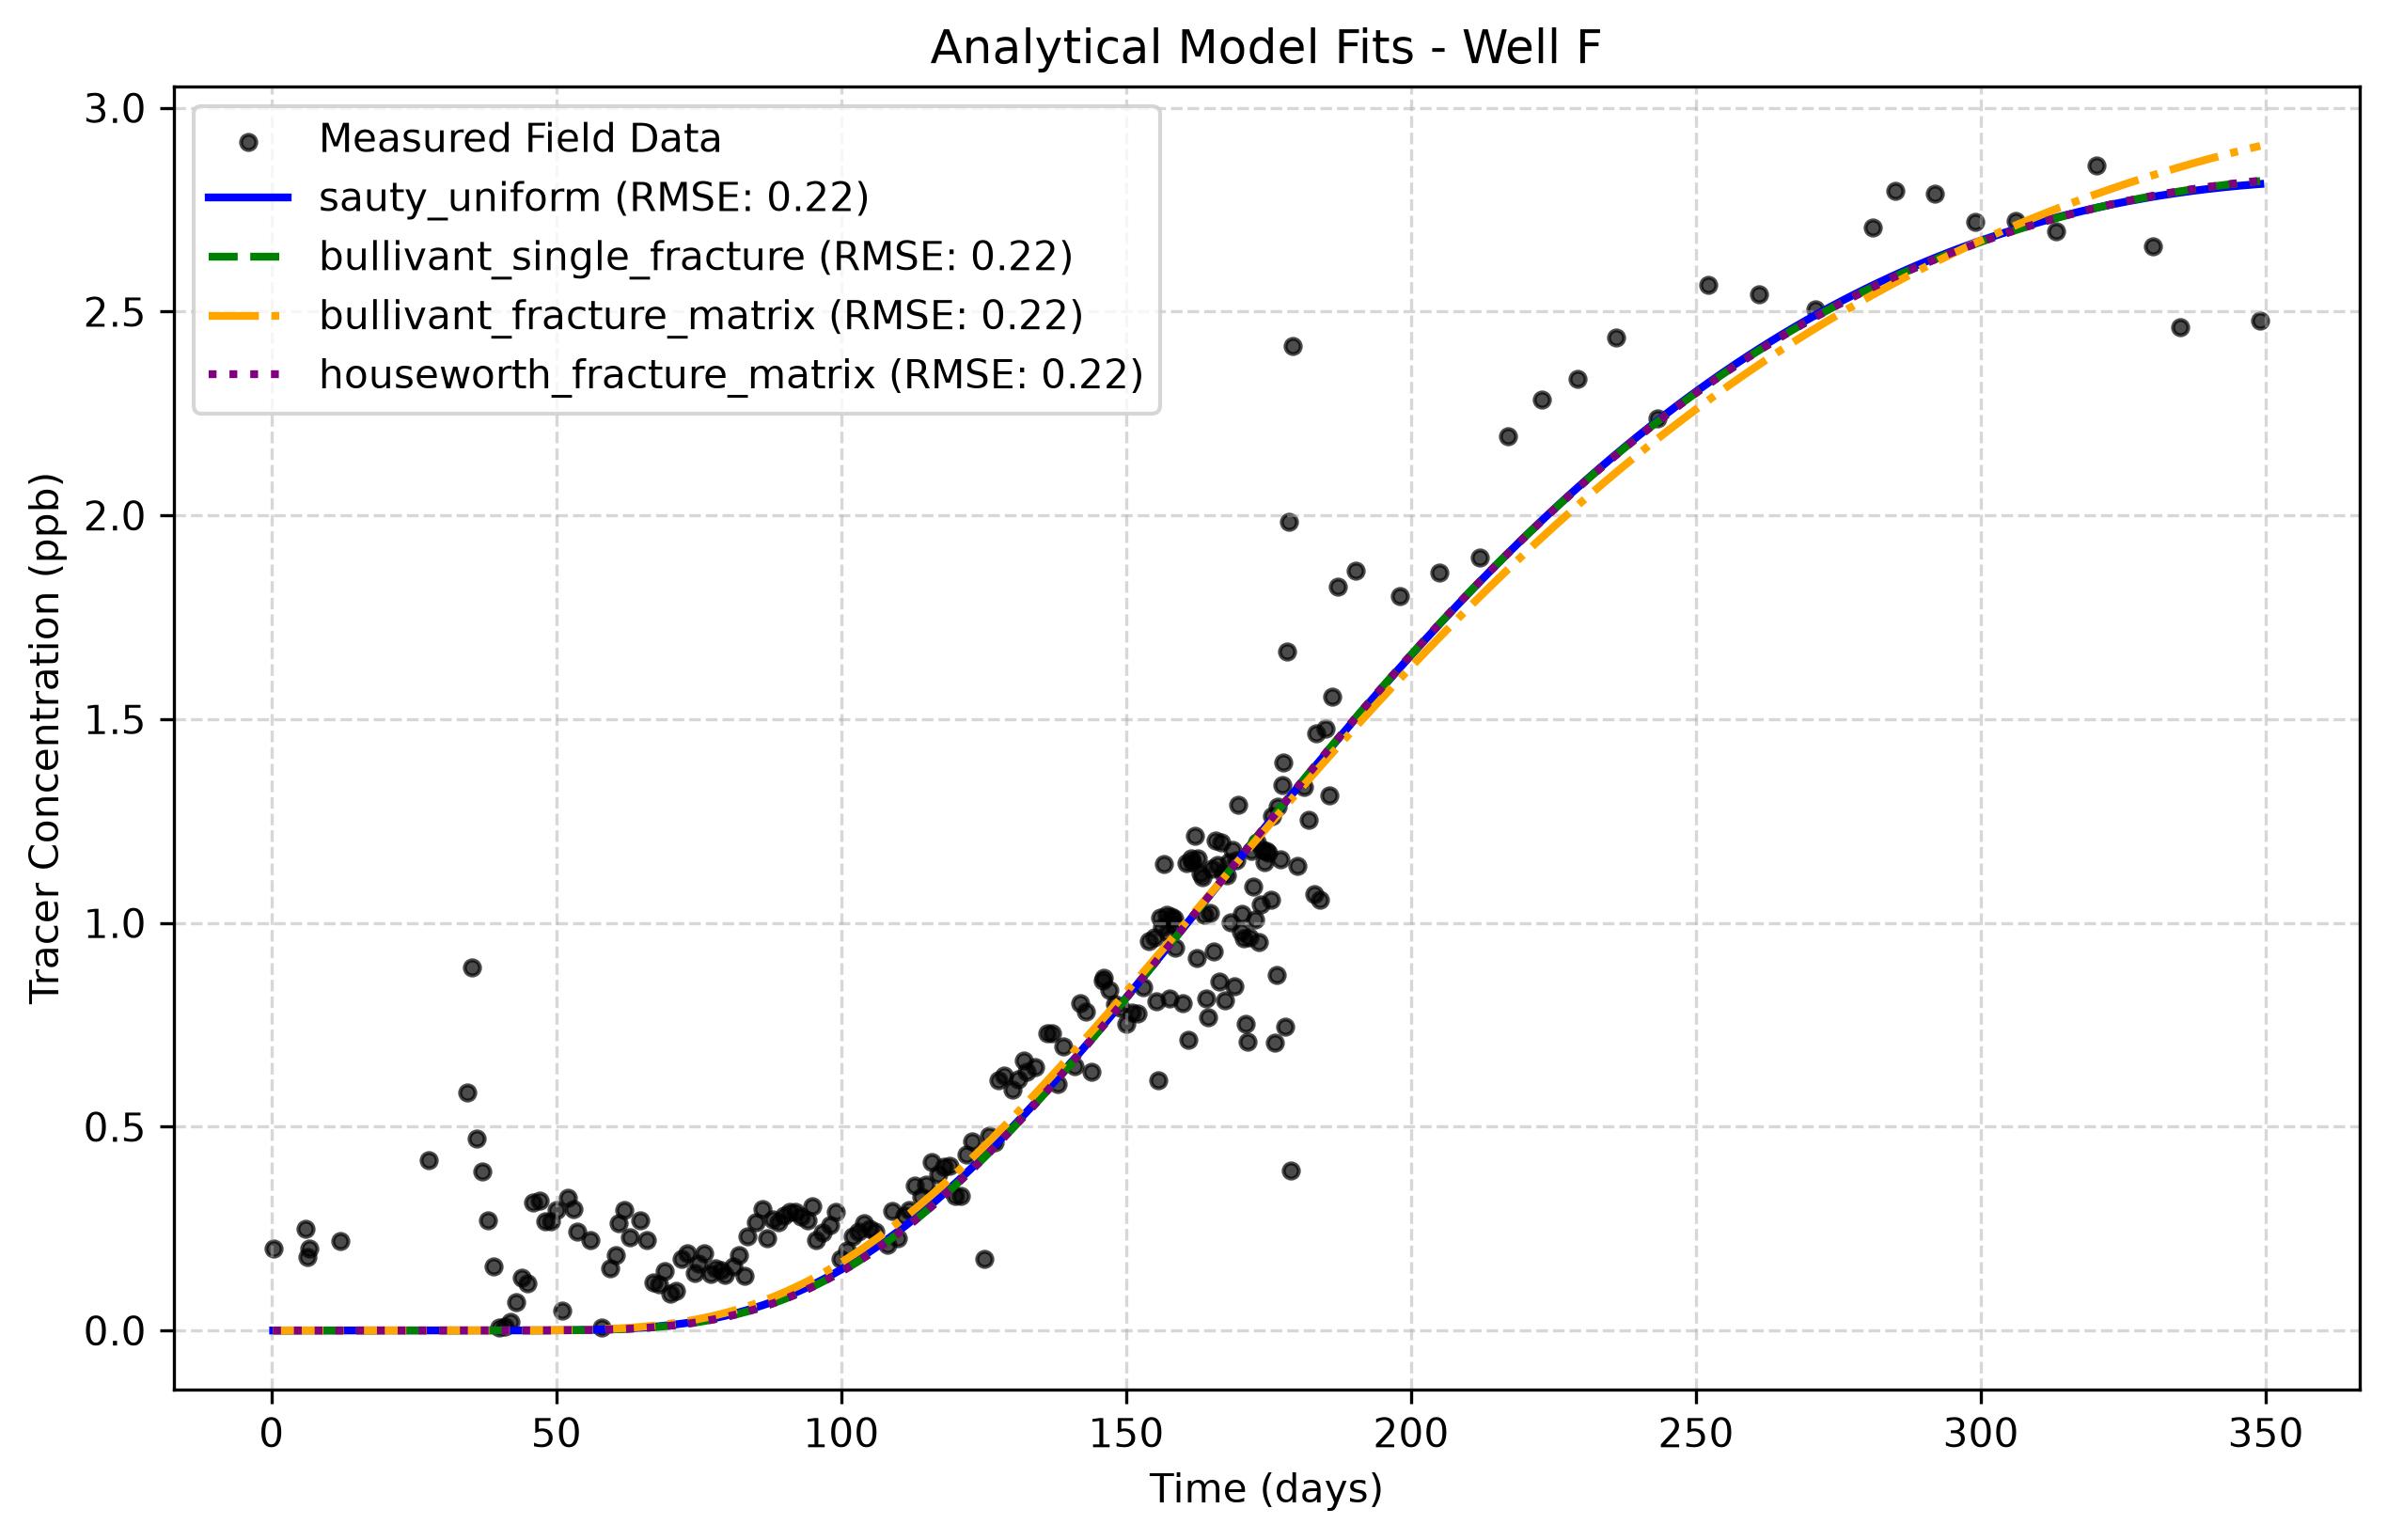 Analytical Model Fits - Well F
Measured Field Data
sauty_uniform (RMSE: 0.22)
bullivant_single_fracture (RMSE: 0.22)
bullivant_fracture_matrix (RMSE: 0.22)
houseworth_fracture_matrix (RMSE: 0.22)
Tracer Concentration (ppb)
3.0
2.5
2.0
1.5
1.0
0.5
0.0
0 50 100 150 200 250 300 350
Time (days)